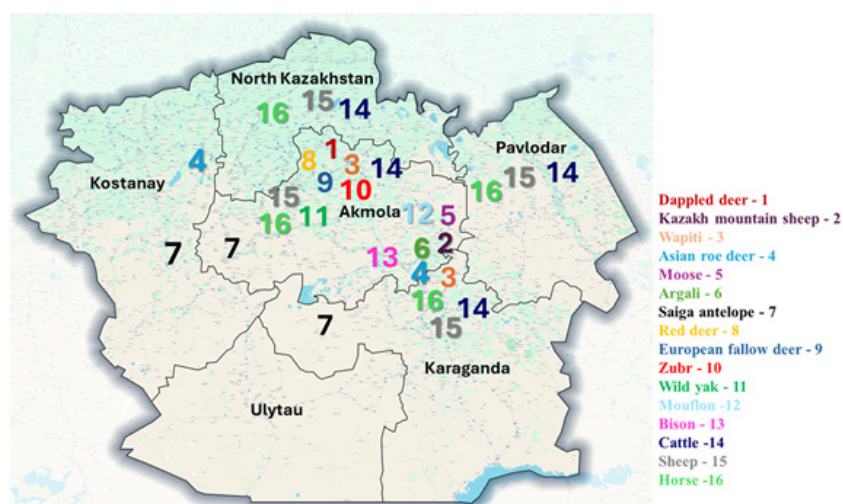 North Kazakhstan
16 15 14
Pavlodar
16 15 14
Kostanay
4
7
1
8 3 14
9 10
15
16 11 Akmola 12 5
7 13 6 2
4 3
16 14
15
7
Karaganda
Ulytau
Dappled deer - 1
Kazakh mountain sheep - 2
Wapiti - 3
Asian roe deer - 4
Moose - 5
Argali - 6
Saiga antelope - 7
Red deer - 8
European fallow deer - 9
Zubr - 10
Wild yak - 11
Mouflon -12
Bison - 13
Cattle -14
Sheep - 15
Horse -16